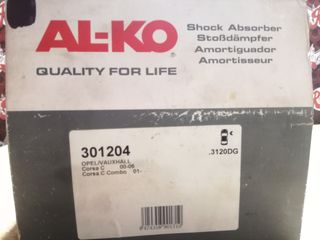 AL-KO
QUALITY FOR LIFE
Shock Absorber
Stoßdämpfer
Amortiguador
Amortisseur
301204
OPEL/VAUXHALL
Corsa C 00-06
Corsa C Combo 01-
.3120DG